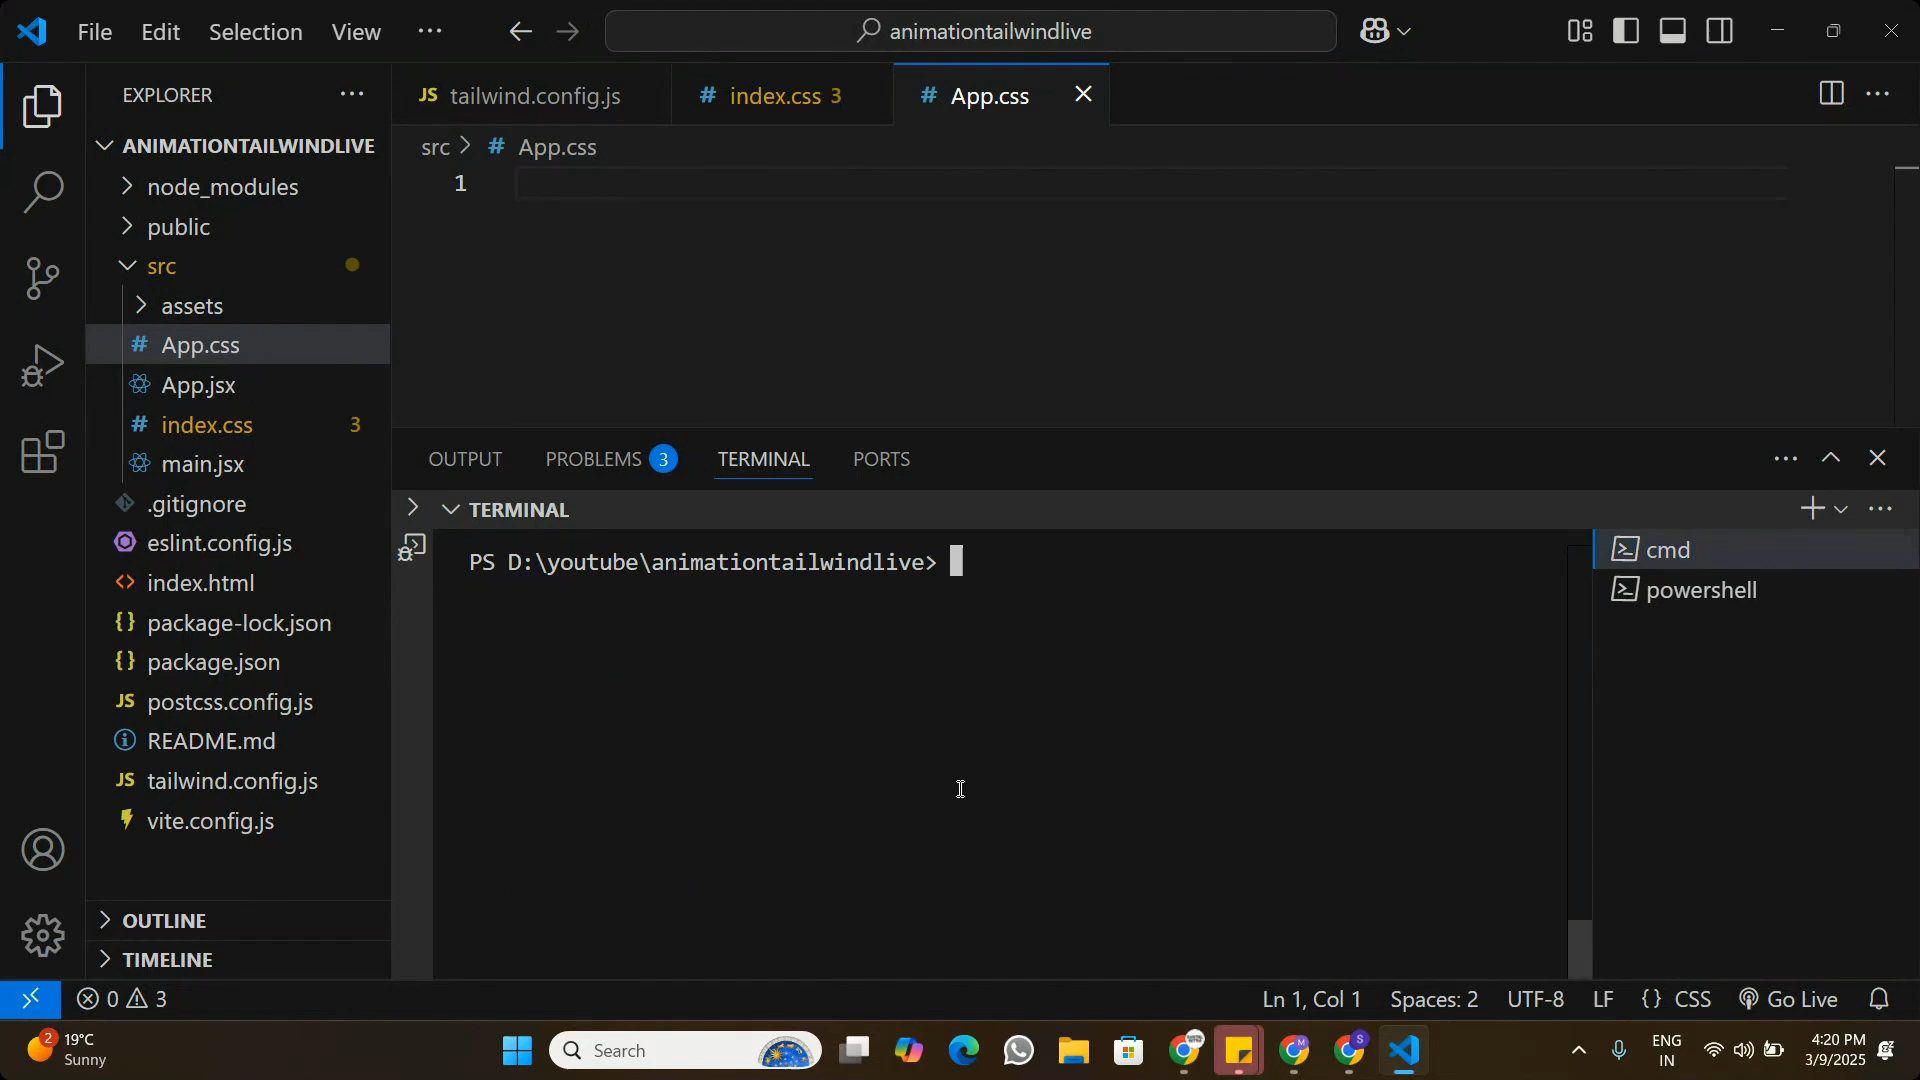 File Edit Selection View ··· animationtailwindlive
EXPLORER ···
ANIMATIONTAILWINDLIVE
node_modules
public
src
assets
# App.css
App.jsx
# index.css 3
main.jsx
.gitignore
eslint.config.js
<> index.html
{} package-lock.json
{} package.json
JS postcss.config.js
README.md
JS tailwind.config.js
vite.config.js
OUTLINE
TIMELINE
JS tailwind.config.js # index.css 3 # App.css
src > # App.css
1
OUTPUT PROBLEMS 3 TERMINAL PORTS
TERMINAL
PS D:\youtube\animationtailwindlive>
cmd
powershell
0 3 Ln 1, Col 1 Spaces: 2 UTF-8 LF {} CSS Go Live
2 19°C
Sunny
Search
M
S
ENG
IN
4:20 PM
3/9/2025